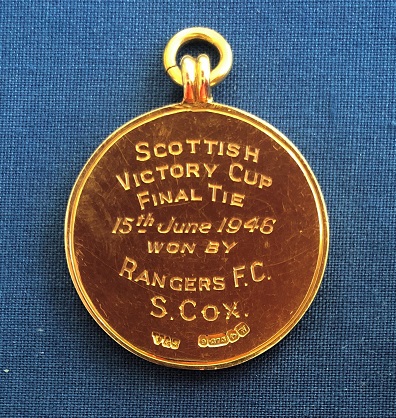 SCOTTISH
VICTORY CUP
FINAL TIE
15th June 1946
WON BY
RANGERS F.C.
S. COX.